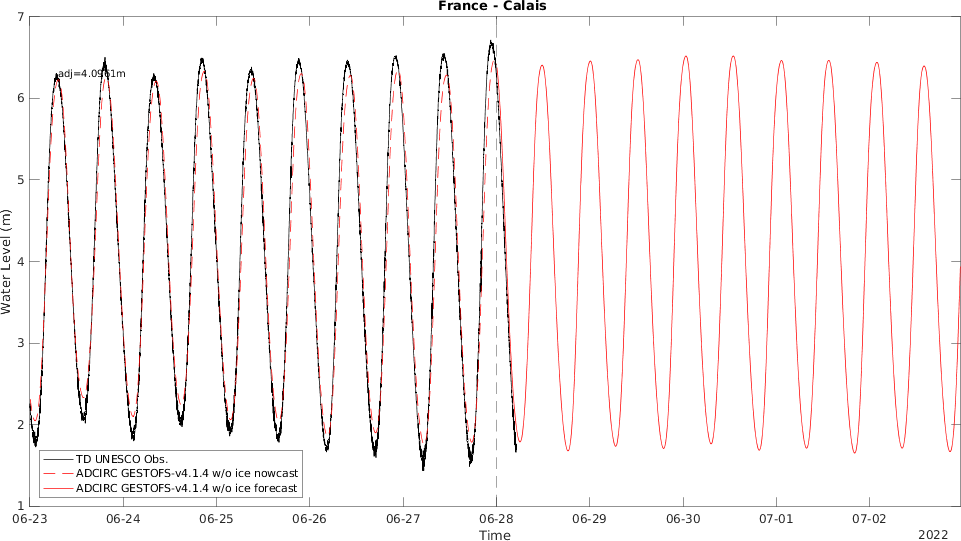 France - Calais
7
6
5
4
3
2
1
Water Level (m)
adj=4.0961m
TD UNESCO Obs.
ADCIRC GESTOFS-v4.1.4 w/o ice nowcast
ADCIRC GESTOFS-v4.1.4 w/o ice forecast
06-23 06-24 06-25 06-26 06-27 06-28 06-29 06-30 07-01 07-02
Time
2022